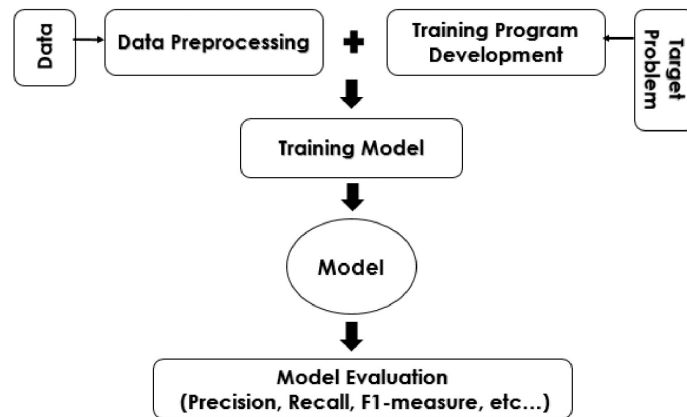 Data
Data Preprocessing
+
Training Program
Development
Target
Problem
Training Model
Model
Model Evaluation
(Precision, Recall, F1-measure, etc...)